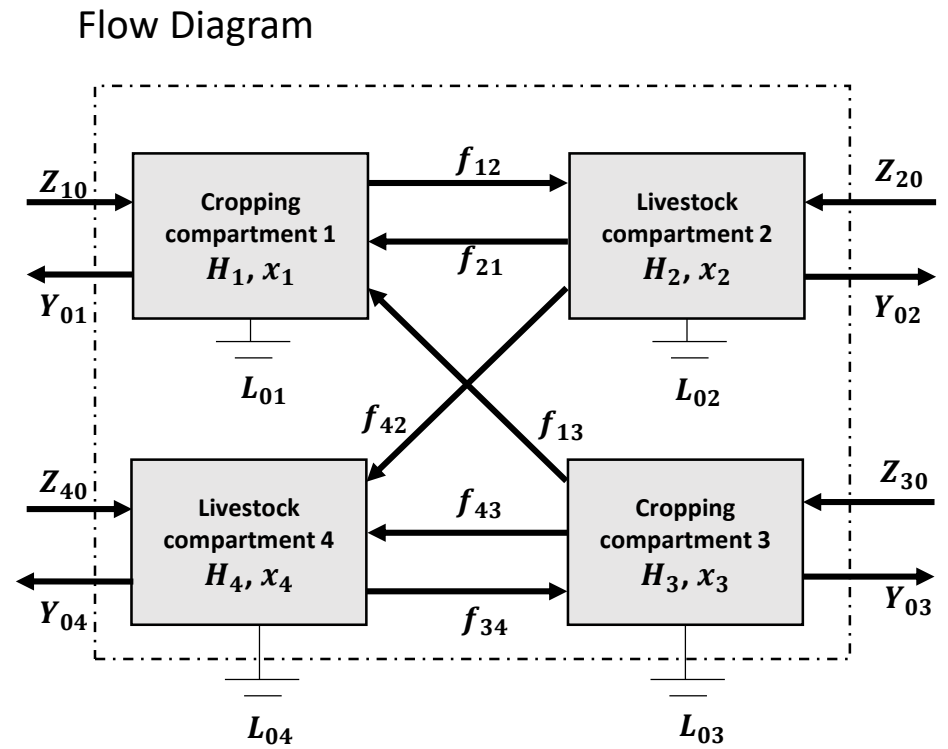 Flow Diagram
f₁₂
Z₁₀
Cropping
compartment 1
H₁, x₁
Livestock
compartment 2
H₂, x₂
Z₂₀
f₂₁
Y₀₁
Y₀₂
L₀₁
L₀₂
f₄₂
f₁₃
Z₄₀
Livestock
compartment 4
H₄, x₄
f₄₃
Cropping
compartment 3
H₃, x₃
Z₃₀
Y₀₄
f₃₄
Y₀₃
L₀₄
L₀₃